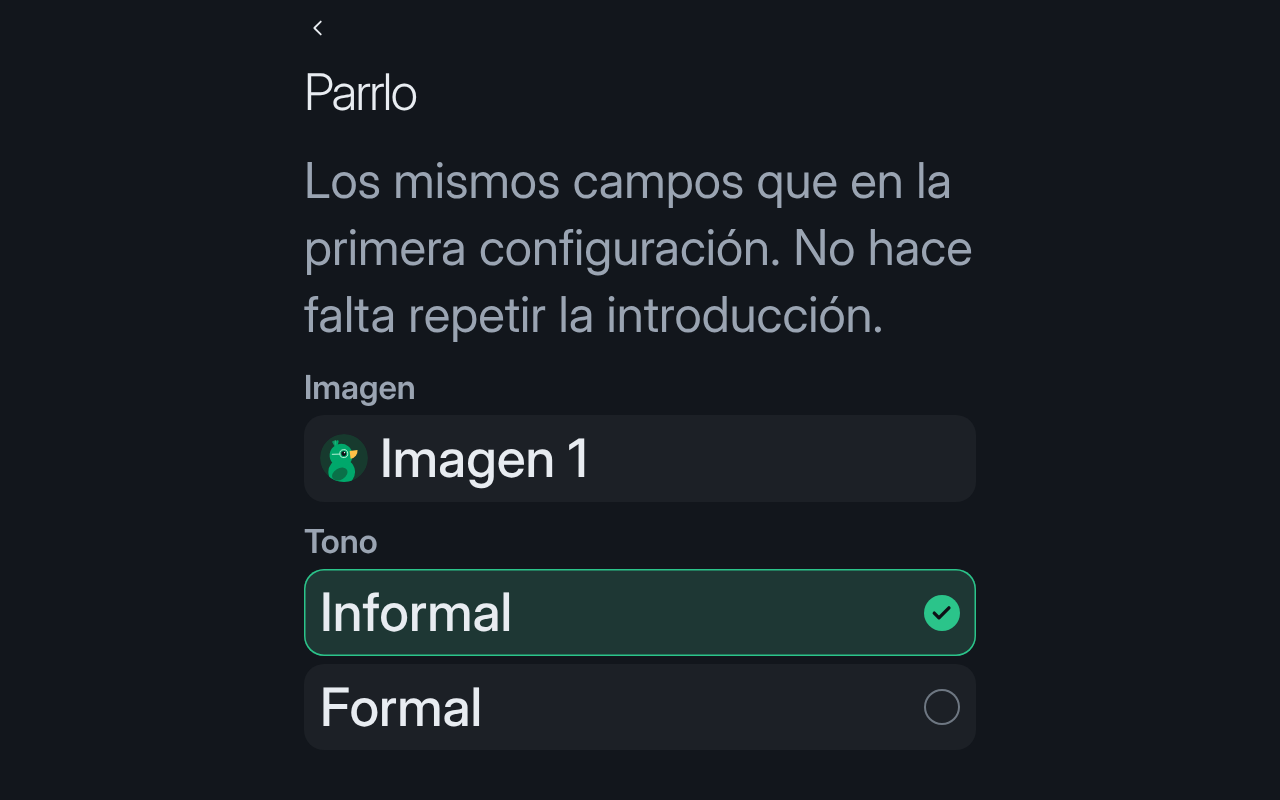 Parrlo
Los mismos campos que en la
primera configuración. No hace
falta repetir la introducción.
Imagen
Imagen 1
Tono
Informal
Formal